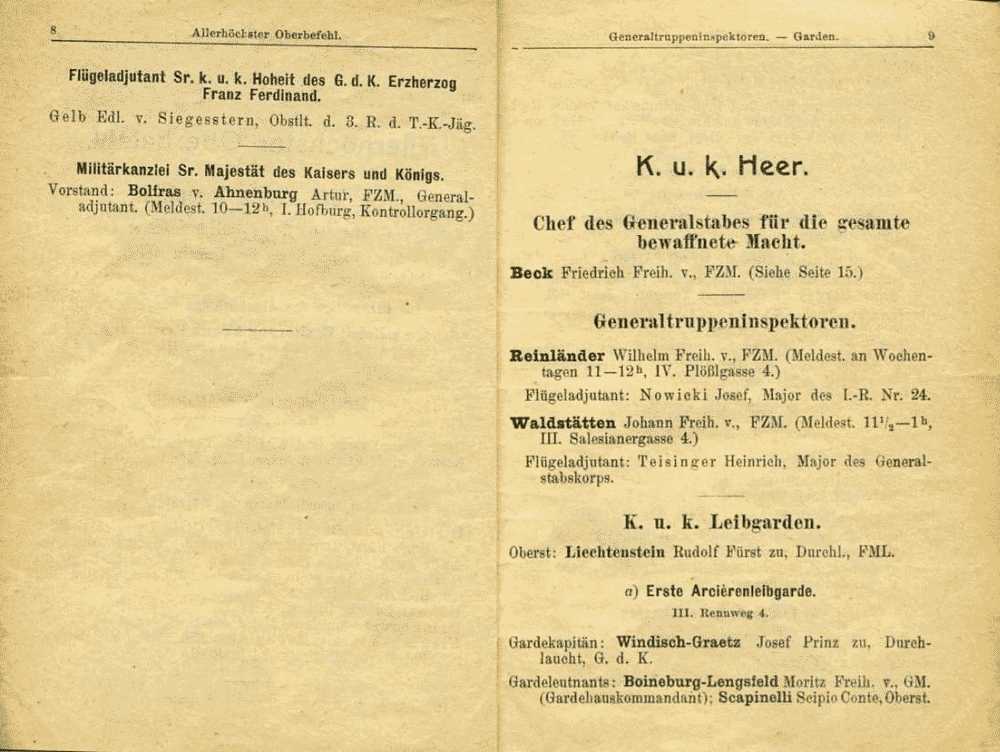 8
Allerhöchster Oberbefehl.
Flügeladjutant Sr. k. u. k. Hoheit des G. d. K. Erzherzog
Franz Ferdinand.
Gelb Edl. v. Siegesstern, Obstlt. d. 3. R. d. T.-K.-Jäg.
Militärkanzlei Sr. Majestät des Kaisers und Königs.
Vorstand: Bolfras v. Ahnenburg Artur, FZM., General-
adjutant. (Meldest. 10—12ʰ, I. Hofburg, Kontrollorgang.)
Generaltruppeninspektoren. — Garden.
9
K. u. k. Heer.
Chef des Generalstabes für die gesamte
bewaffnete Macht.
Beck Friedrich Freih. v., FZM. (Siehe Seite 15.)
Generaltruppeninspektoren.
Reinländer Wilhelm Freih. v., FZM. (Meldest. an Wochen-
tagen 11—12ʰ, IV. Plößlgasse 4.)
Flügeladjutant: Nowicki Josef, Major des I.-R. Nr. 24.
Waldstätten Johann Freih. v., FZM. (Meldest. 11¹/₂—1ʰ,
III. Salesianergasse 4.)
Flügeladjutant: Teisinger Heinrich, Major des General-
stabskorps.
K. u. k. Leibgarden.
Oberst: Liechtenstein Rudolf Fürst zu, Durchl., FML.
a) Erste Arcièrenleibgarde.
III. Rennweg 4.
Gardekapitän: Windisch-Graetz Josef Prinz zu, Durch-
laucht, G. d. K.
Gardeleutnants: Boineburg-Lengsfeld Moritz Freih. v., GM.
(Gardehauskommandant); Scapinelli Scipio Conte, Oberst.